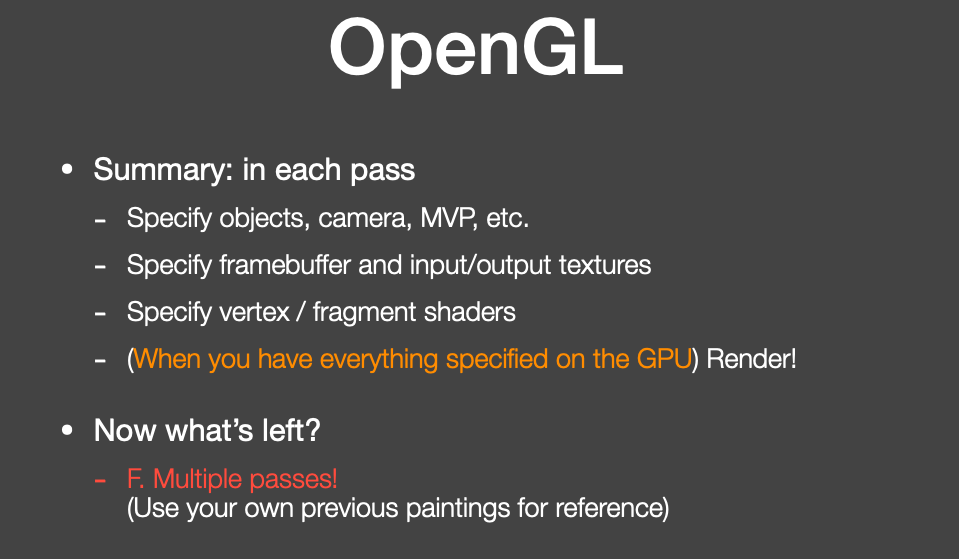 OpenGL
• Summary: in each pass
- Specify objects, camera, MVP, etc.
- Specify framebuffer and input/output textures
- Specify vertex / fragment shaders
- (When you have everything specified on the GPU) Render!
• Now what’s left?
- F. Multiple passes!
(Use your own previous paintings for reference)